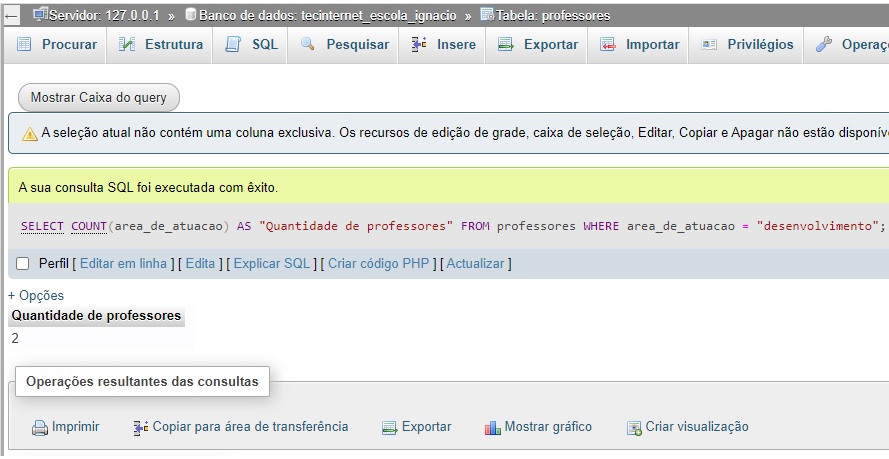 ← Servidor: 127.0.0.1 » Banco de dados: tecinternet_escola_ignacio » Tabela: professores
Procurar Estrutura SQL Pesquisar Insere Exportar Importar Privilégios Operaç
Mostrar Caixa do query
A seleção atual não contém uma coluna exclusiva. Os recursos de edição de grade, caixa de seleção, Editar, Copiar e Apagar não estão disponív
A sua consulta SQL foi executada com êxito.
SELECT COUNT(area_de_atuacao) AS "Quantidade de professores" FROM professores WHERE area_de_atuacao = "desenvolvimento";
Perfil [ Editar em linha ] [ Edita ] [ Explicar SQL ] [ Criar código PHP ] [ Actualizar ]
+ Opções
Quantidade de professores
2
Operações resultantes das consultas
Imprimir Copiar para área de transferência Exportar Mostrar gráfico Criar visualização